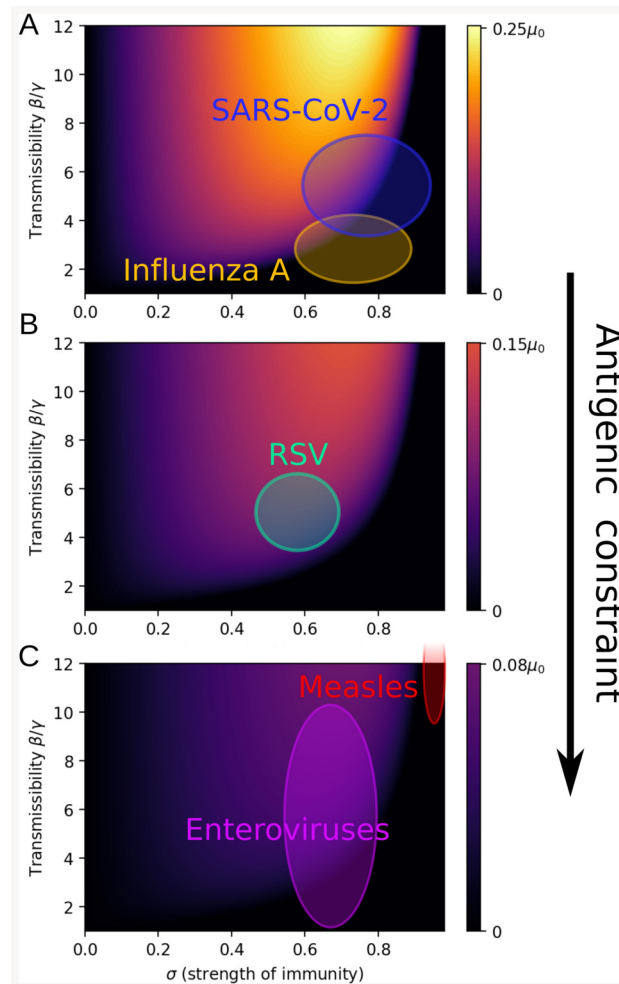 A
12
10
8
6
4
2
Transmissibility β/γ
SARS-CoV-2
Influenza A
0.25μ₀
0
0.0 0.2 0.4 0.6 0.8
B
12
10
8
6
4
2
Transmissibility β/γ
RSV
0.15μ₀
0
0.0 0.2 0.4 0.6 0.8
C
12
10
8
6
4
2
Transmissibility β/γ
Measles
Enteroviruses
0.08μ₀
0
0.0 0.2 0.4 0.6 0.8
σ (strength of immunity)
Antigenic constraint